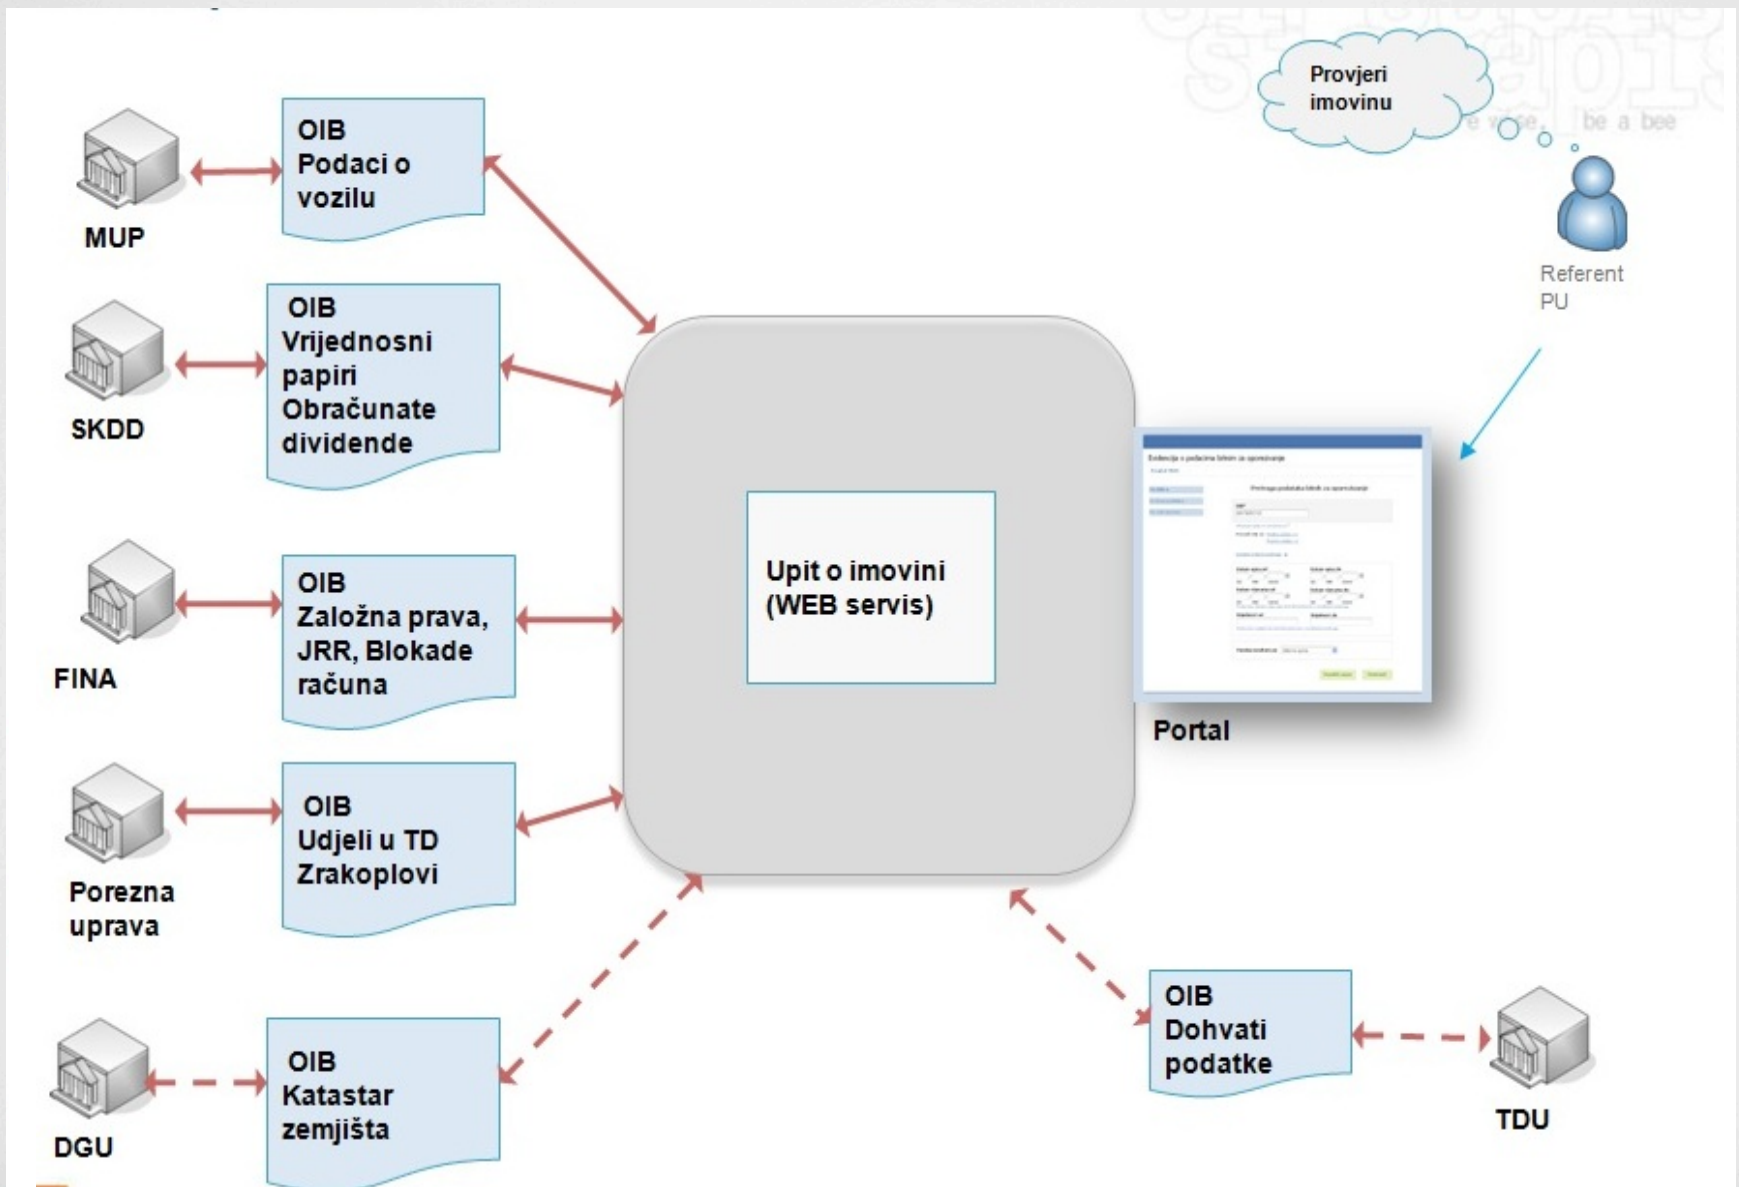 Provjeri
imovinu
be a bee
OIB
Podaci o
vozilu
MUP
Referent
PU
OIB
Vrijednosni
papiri
Obračunate
dividende
SKDD
Upit o imovini
(WEB servis)
OIB
Založna prava,
JRR, Blokade
računa
FINA
Portal
OIB
Udjeli u TD
Zrakoplovi
Porezna
uprava
OIB
Katastar
zemjišta
DGU
OIB
Dohvati
podatke
TDU